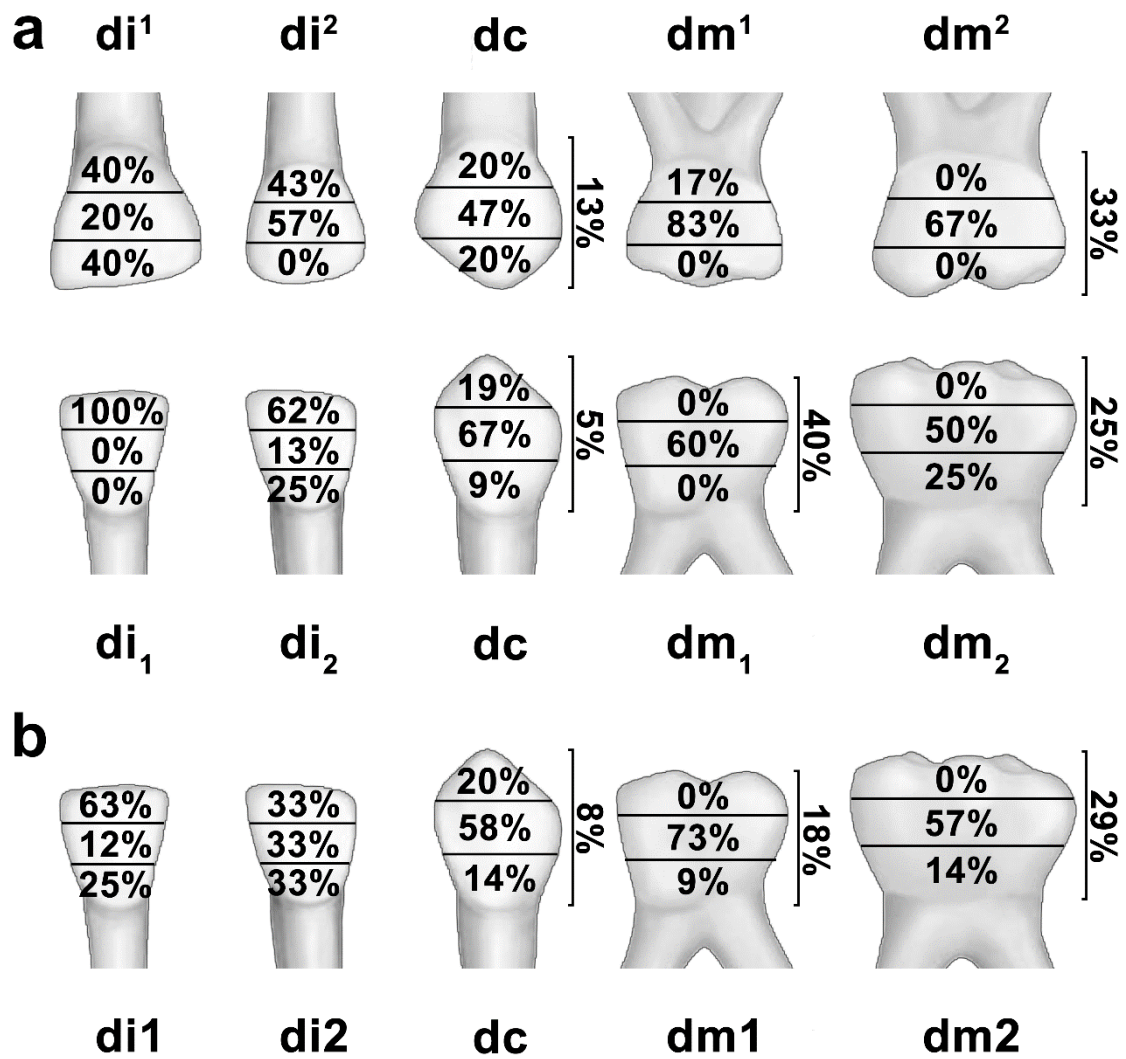 a di¹ di² dc dm¹ dm²
40% 43% 20% 17% 0%
20% 57% 47% 83% 67%
40% 0% 20% 0% 0%
13% 33%
100% 62% 19% 0% 0%
0% 13% 67% 60% 50%
0% 25% 9% 0% 25%
5% 40% 25%
di₁ di₂ dc dm₁ dm₂
b
63% 33% 20% 0% 0%
12% 33% 58% 73% 57%
25% 33% 14% 9% 14%
8% 18% 29%
di1 di2 dc dm1 dm2